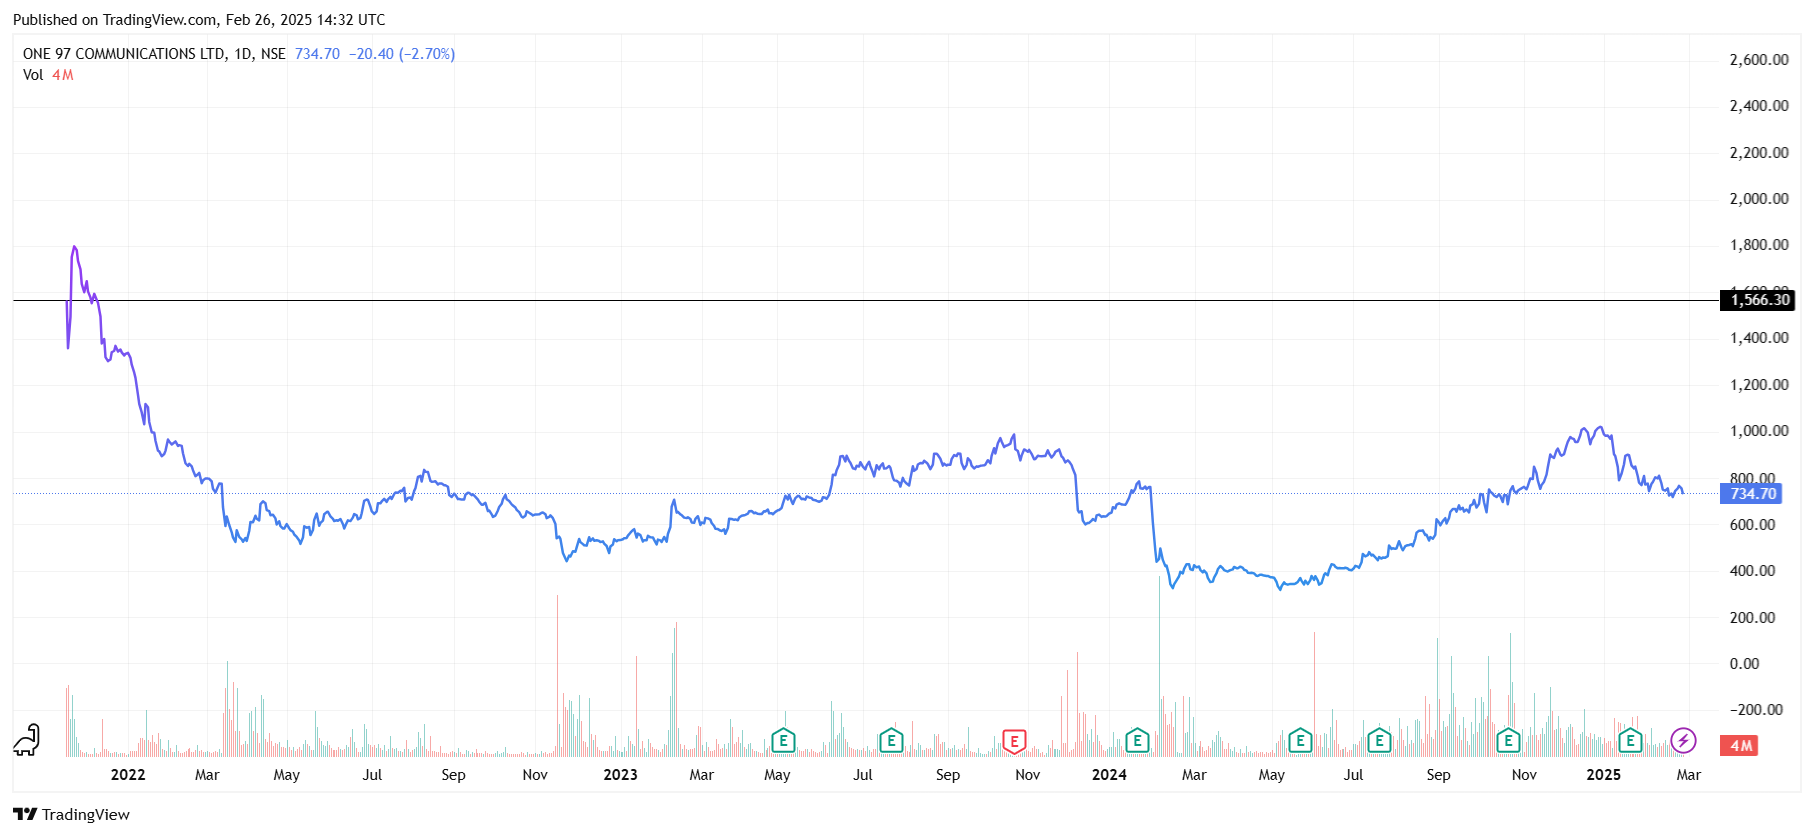 Published on TradingView.com, Feb 26, 2025 14:32 UTC
ONE 97 COMMUNICATIONS LTD, 1D, NSE 734.70 −20.40 (−2.70%)
Vol 4M
2,600.00
2,400.00
2,200.00
2,000.00
1,800.00
1,566.30
1,400.00
1,200.00
1,000.00
800.00
734.70
600.00
400.00
200.00
0.00
−200.00
E E E E E E E E
4M
2022 Mar May Jul Sep Nov 2023 Mar May Jul Sep Nov 2024 Mar May Jul Sep Nov 2025 Mar
TradingView